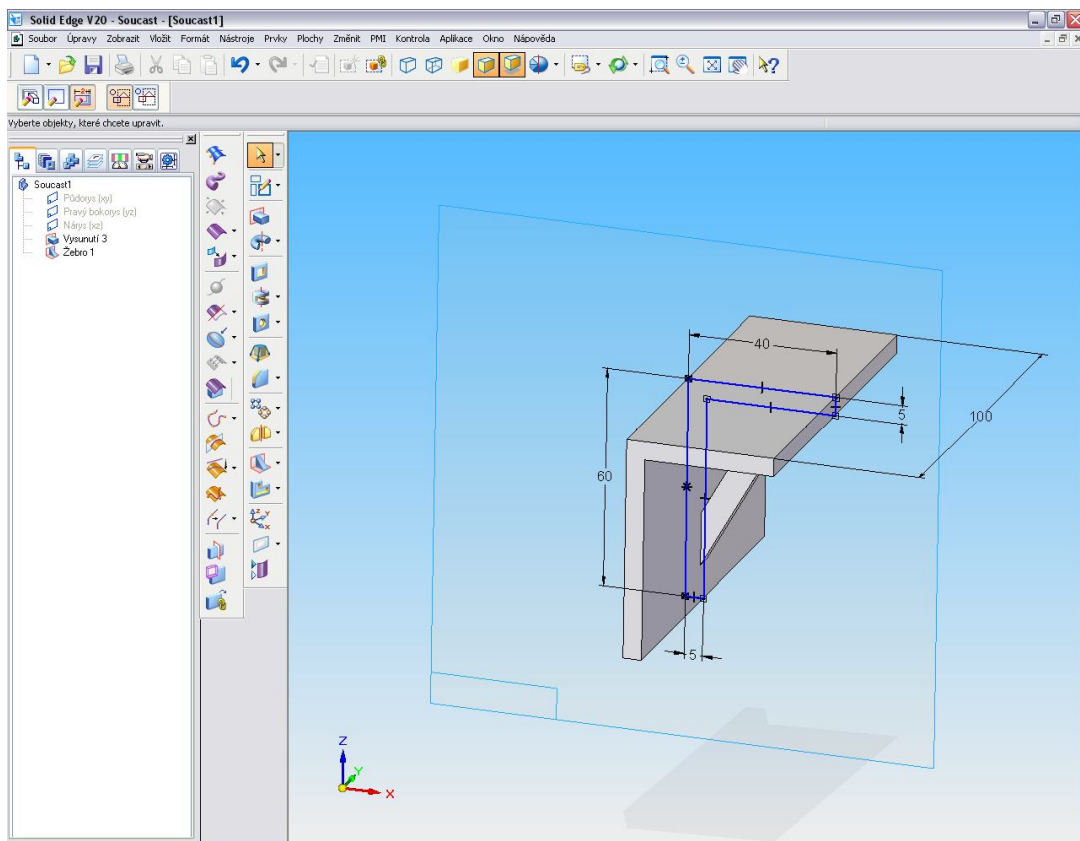 Solid Edge V20 - Soucast - [Soucast1]
Soubor Úpravy Zobrazit Vložit Formát Nástroje Prvky Plochy Změnit PMI Kontrola Aplikace Okno Nápověda
Vyberte objekty, které chcete upravit.
Soucast1
Půdorys (xy)
Pravý bokorys (yz)
Nárys (xz)
Vysunutí 3
Žebro 1
40
5
100
60
5
Z
Y
X